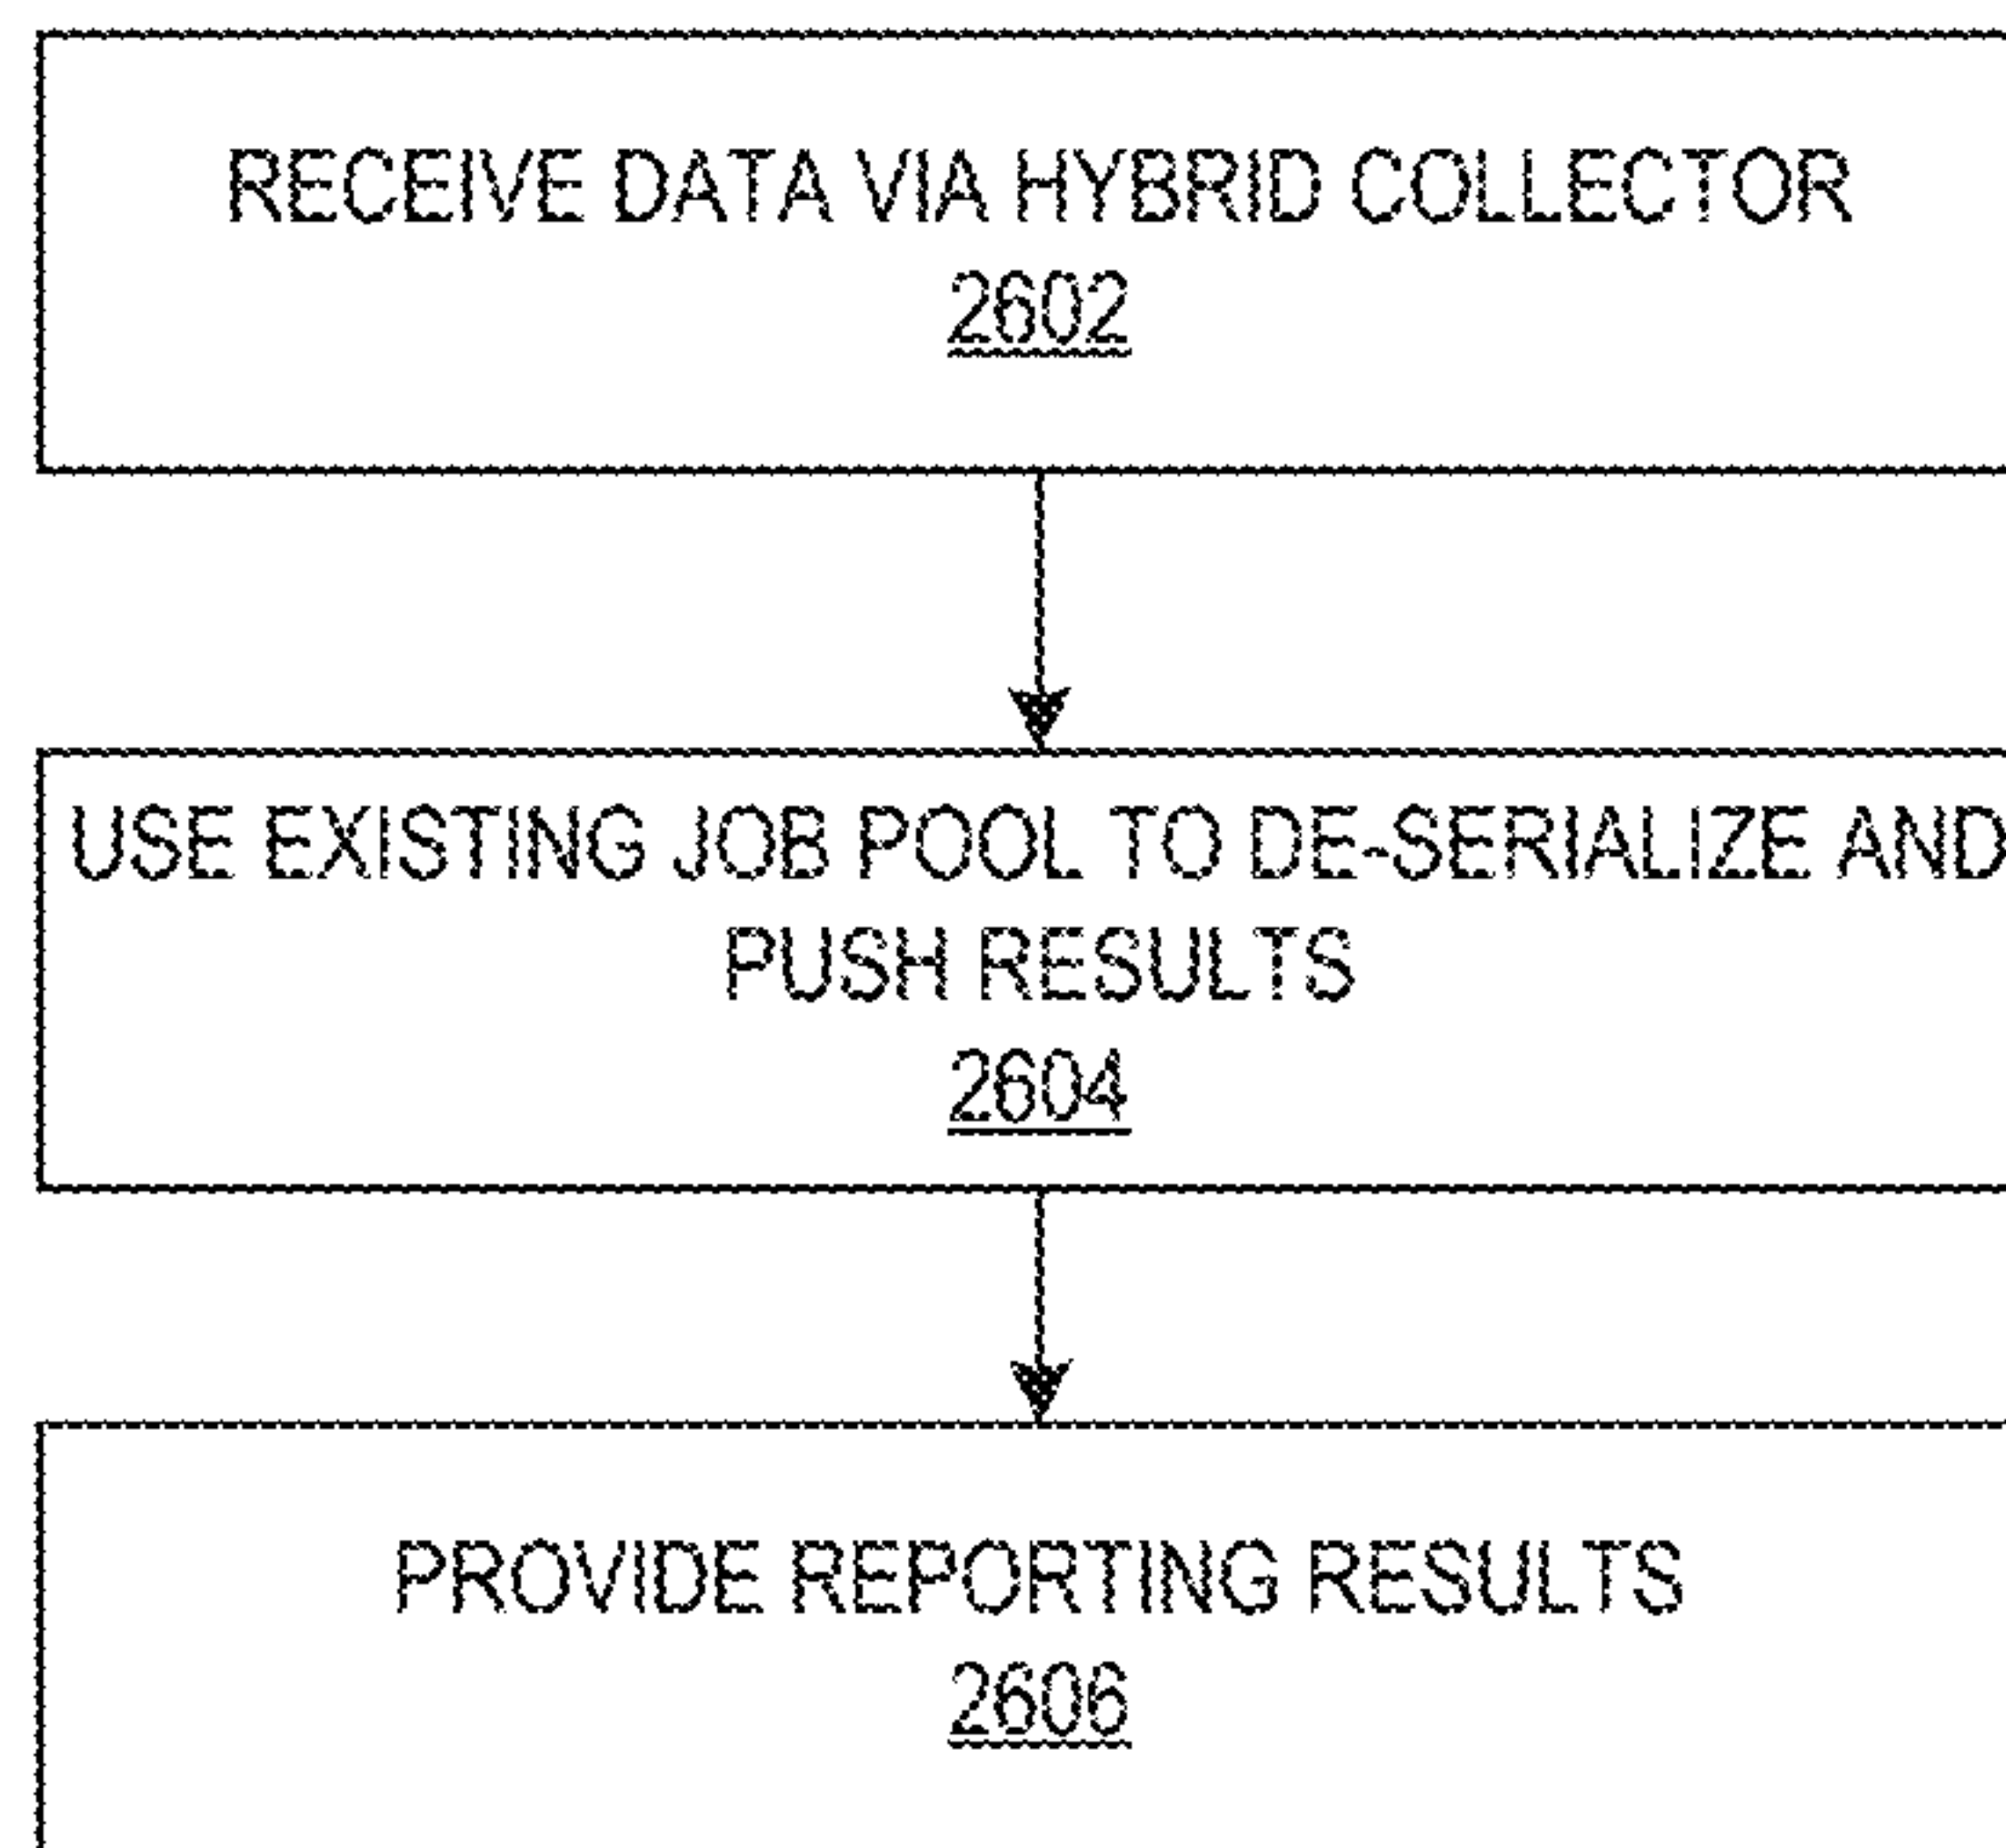 RECEIVE DATA VIA HYBRID COLLECTOR
2602
USE EXISTING JOB POOL TO DE-SERIALIZE AND
PUSH RESULTS
2604
PROVIDE REPORTING RESULTS
2606